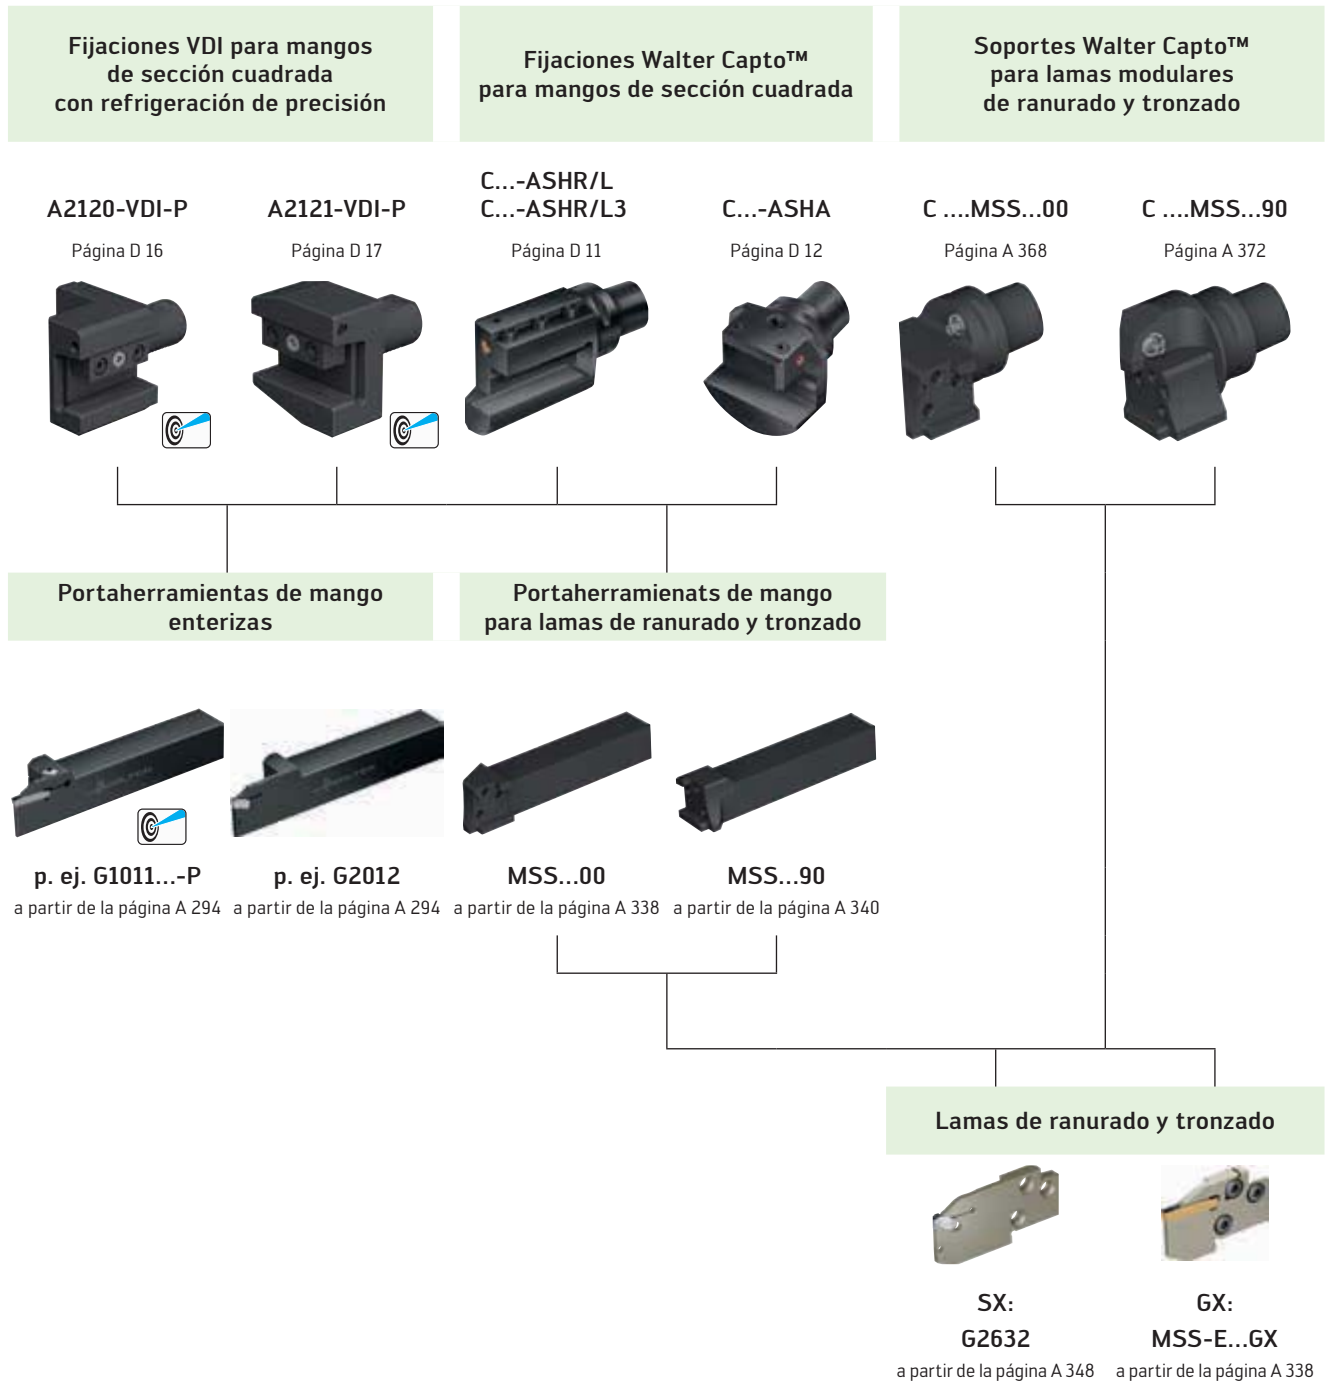 Fijaciones VDI para mangos
de sección cuadrada
con refrigeración de precisión
Fijaciones Walter Capto™
para mangos de sección cuadrada
Soportes Walter Capto™
para lamas modulares
de ranurado y tronzado
A2120-VDI-P
Página D 16
A2121-VDI-P
Página D 17
C…-ASHR/L
C…-ASHR/L3
Página D 11
C…-ASHA
Página D 12
C ….MSS…00
Página A 368
C ….MSS…90
Página A 372
Portaherramientas de mango
enterizas
Portaherramienats de mango
para lamas de ranurado y tronzado
p. ej. G1011…-P
a partir de la página A 294
p. ej. G2012
a partir de la página A 294
MSS…00
a partir de la página A 338
MSS…90
a partir de la página A 340
Lamas de ranurado y tronzado
SX:
G2632
a partir de la página A 348
GX:
MSS-E…GX
a partir de la página A 338